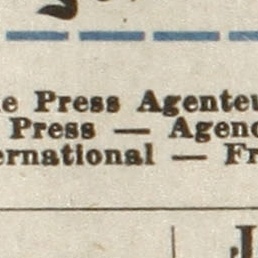 e Press Agenteu
Press — Agenc
ernational — Fr
J